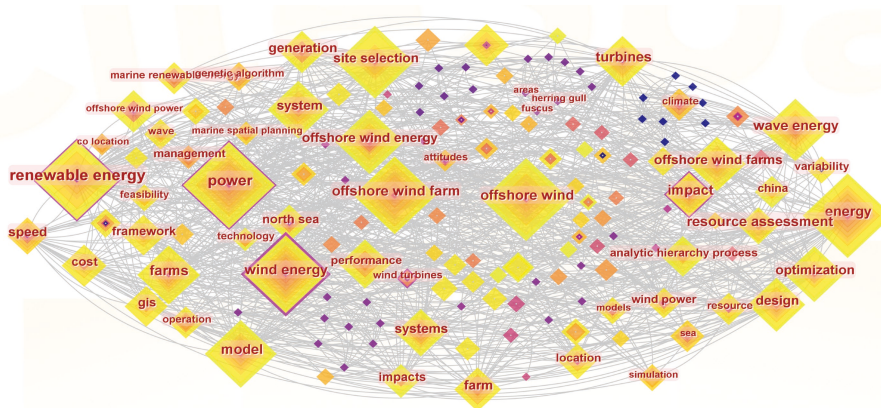 generation
site selection
turbines
marine renewable energy
genetic algorithm
areas
herring gull
fuscus
climate
offshore wind power
system
wave
marine spatial planning
offshore wind energy
wave energy
co location
management
attitudes
offshore wind farms
variability
renewable energy
power
offshore wind farm
offshore wind
impact
china
feasibility
energy
speed
framework
north sea
technology
resource assessment
cost
farms
wind energy
performance
wind turbines
analytic hierarchy process
optimization
gis
operation
models
wind power
resource
design
model
systems
sea
impacts
farm
location
simulation